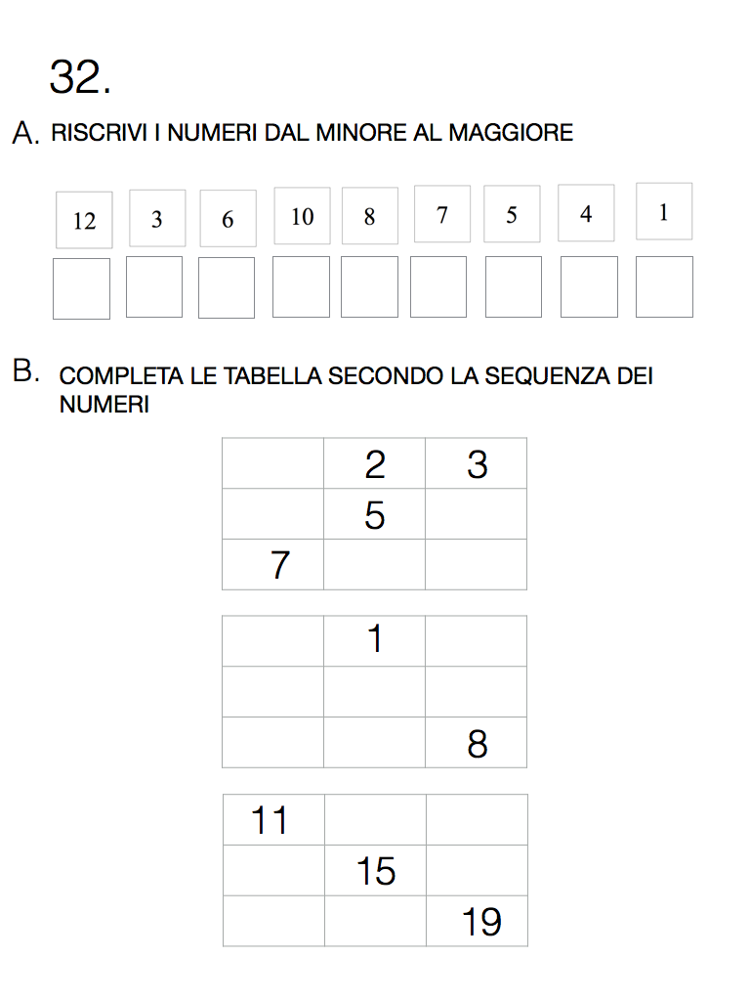 32.
A. RISCRIVI I NUMERI DAL MINORE AL MAGGIORE
12 3 6 10 8 7 5 4 1
B. COMPLETA LE TABELLA SECONDO LA SEQUENZA DEI
NUMERI
2 3
5
7
1
8
11
15
19